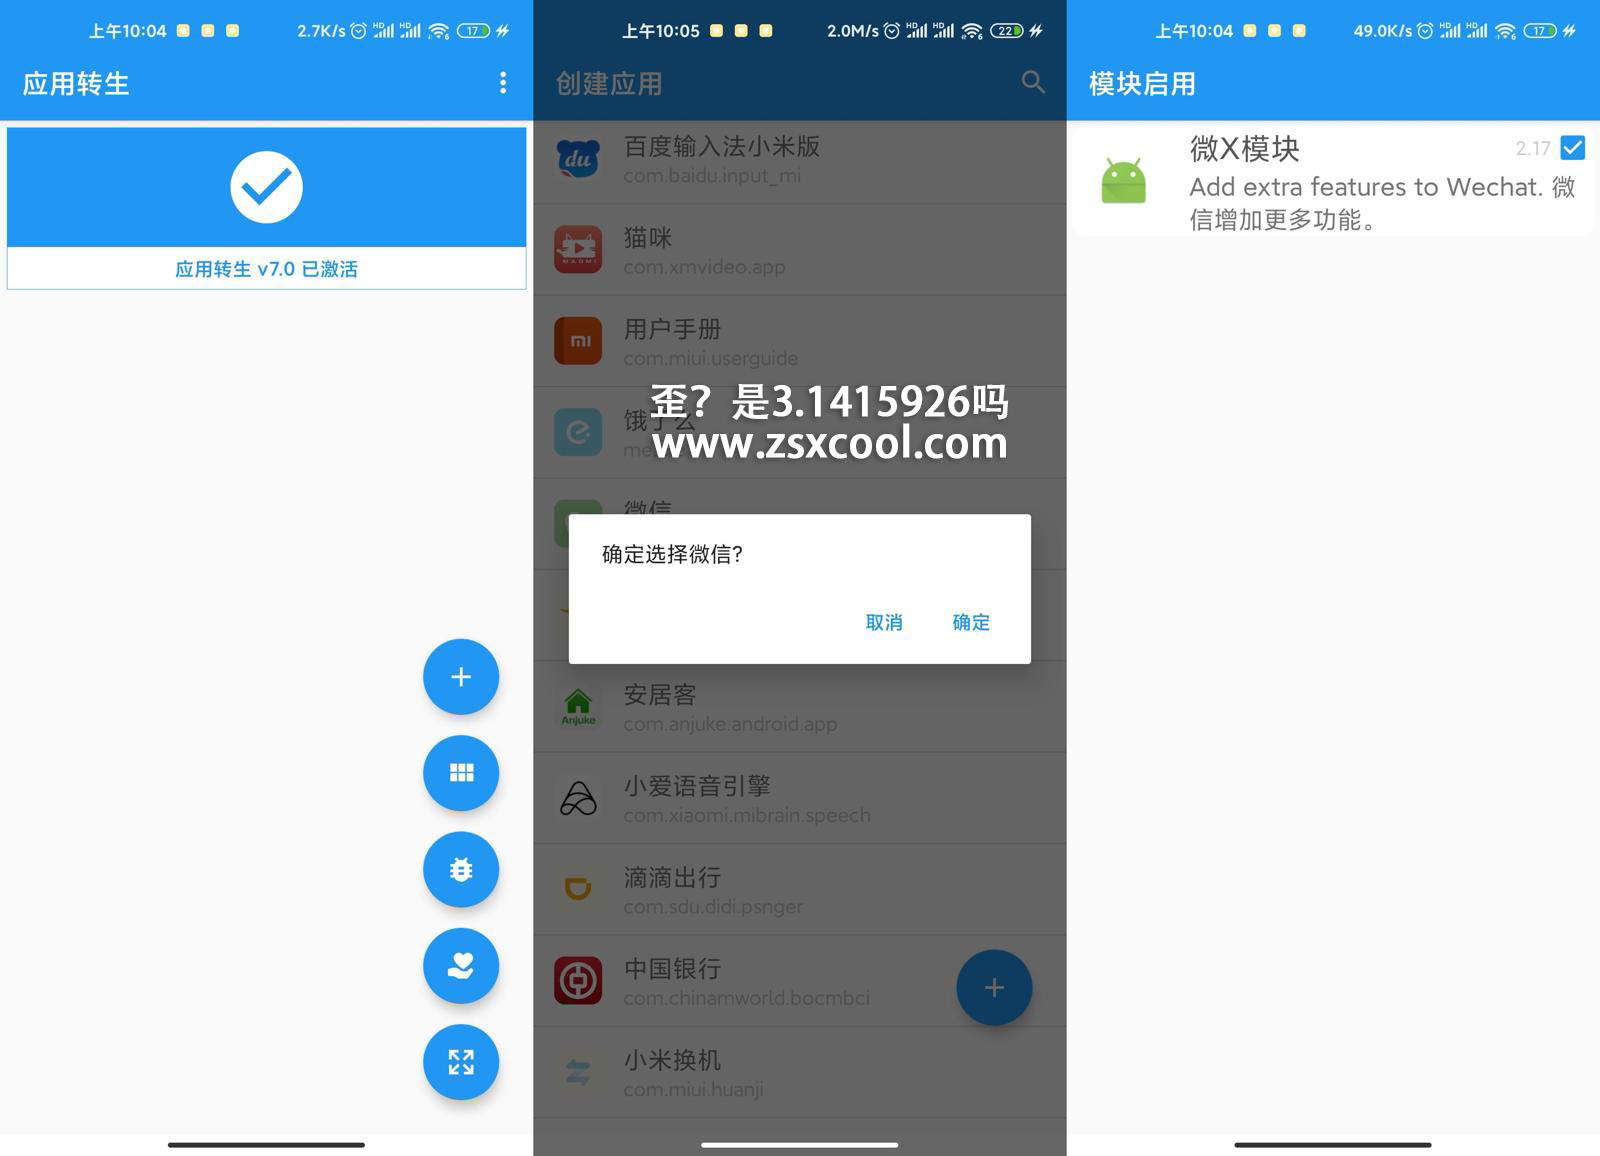 上午10:04
2.7K/s
17
应用转生
应用转生 v7.0 已激活
上午10:05
2.0M/s
22
创建应用
百度输入法小米版
com.baidu.input_mi
猫咪
com.xmvideo.app
用户手册
com.miui.userguide
歪？是3.1415926吗
www.zsxcool.com
饿了么
me
微信
确定选择微信?
取消
确定
安居客
com.anjuke.android.app
小爱语音引擎
com.xiaomi.mibrain.speech
滴滴出行
com.sdu.didi.psnger
中国银行
com.chinamworld.bocmbci
小米换机
com.miui.huanji
上午10:04
49.0K/s
17
模块启用
微X模块
2.17
Add extra features to Wechat. 微
信增加更多功能。